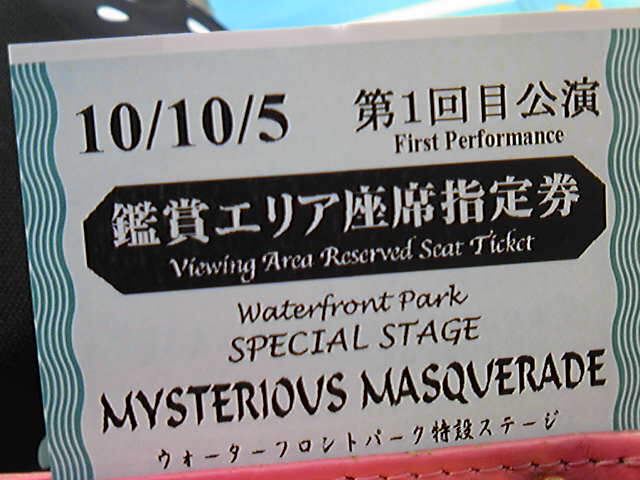 10/10/5 第1回目公演
First Performance
鑑賞エリア座席指定券
Viewing Area Reserved Seat Ticket
Waterfront Park
SPECIAL STAGE
MYSTERIOUS MASQUERADE
ウォーターフロントパーク特設ステージ